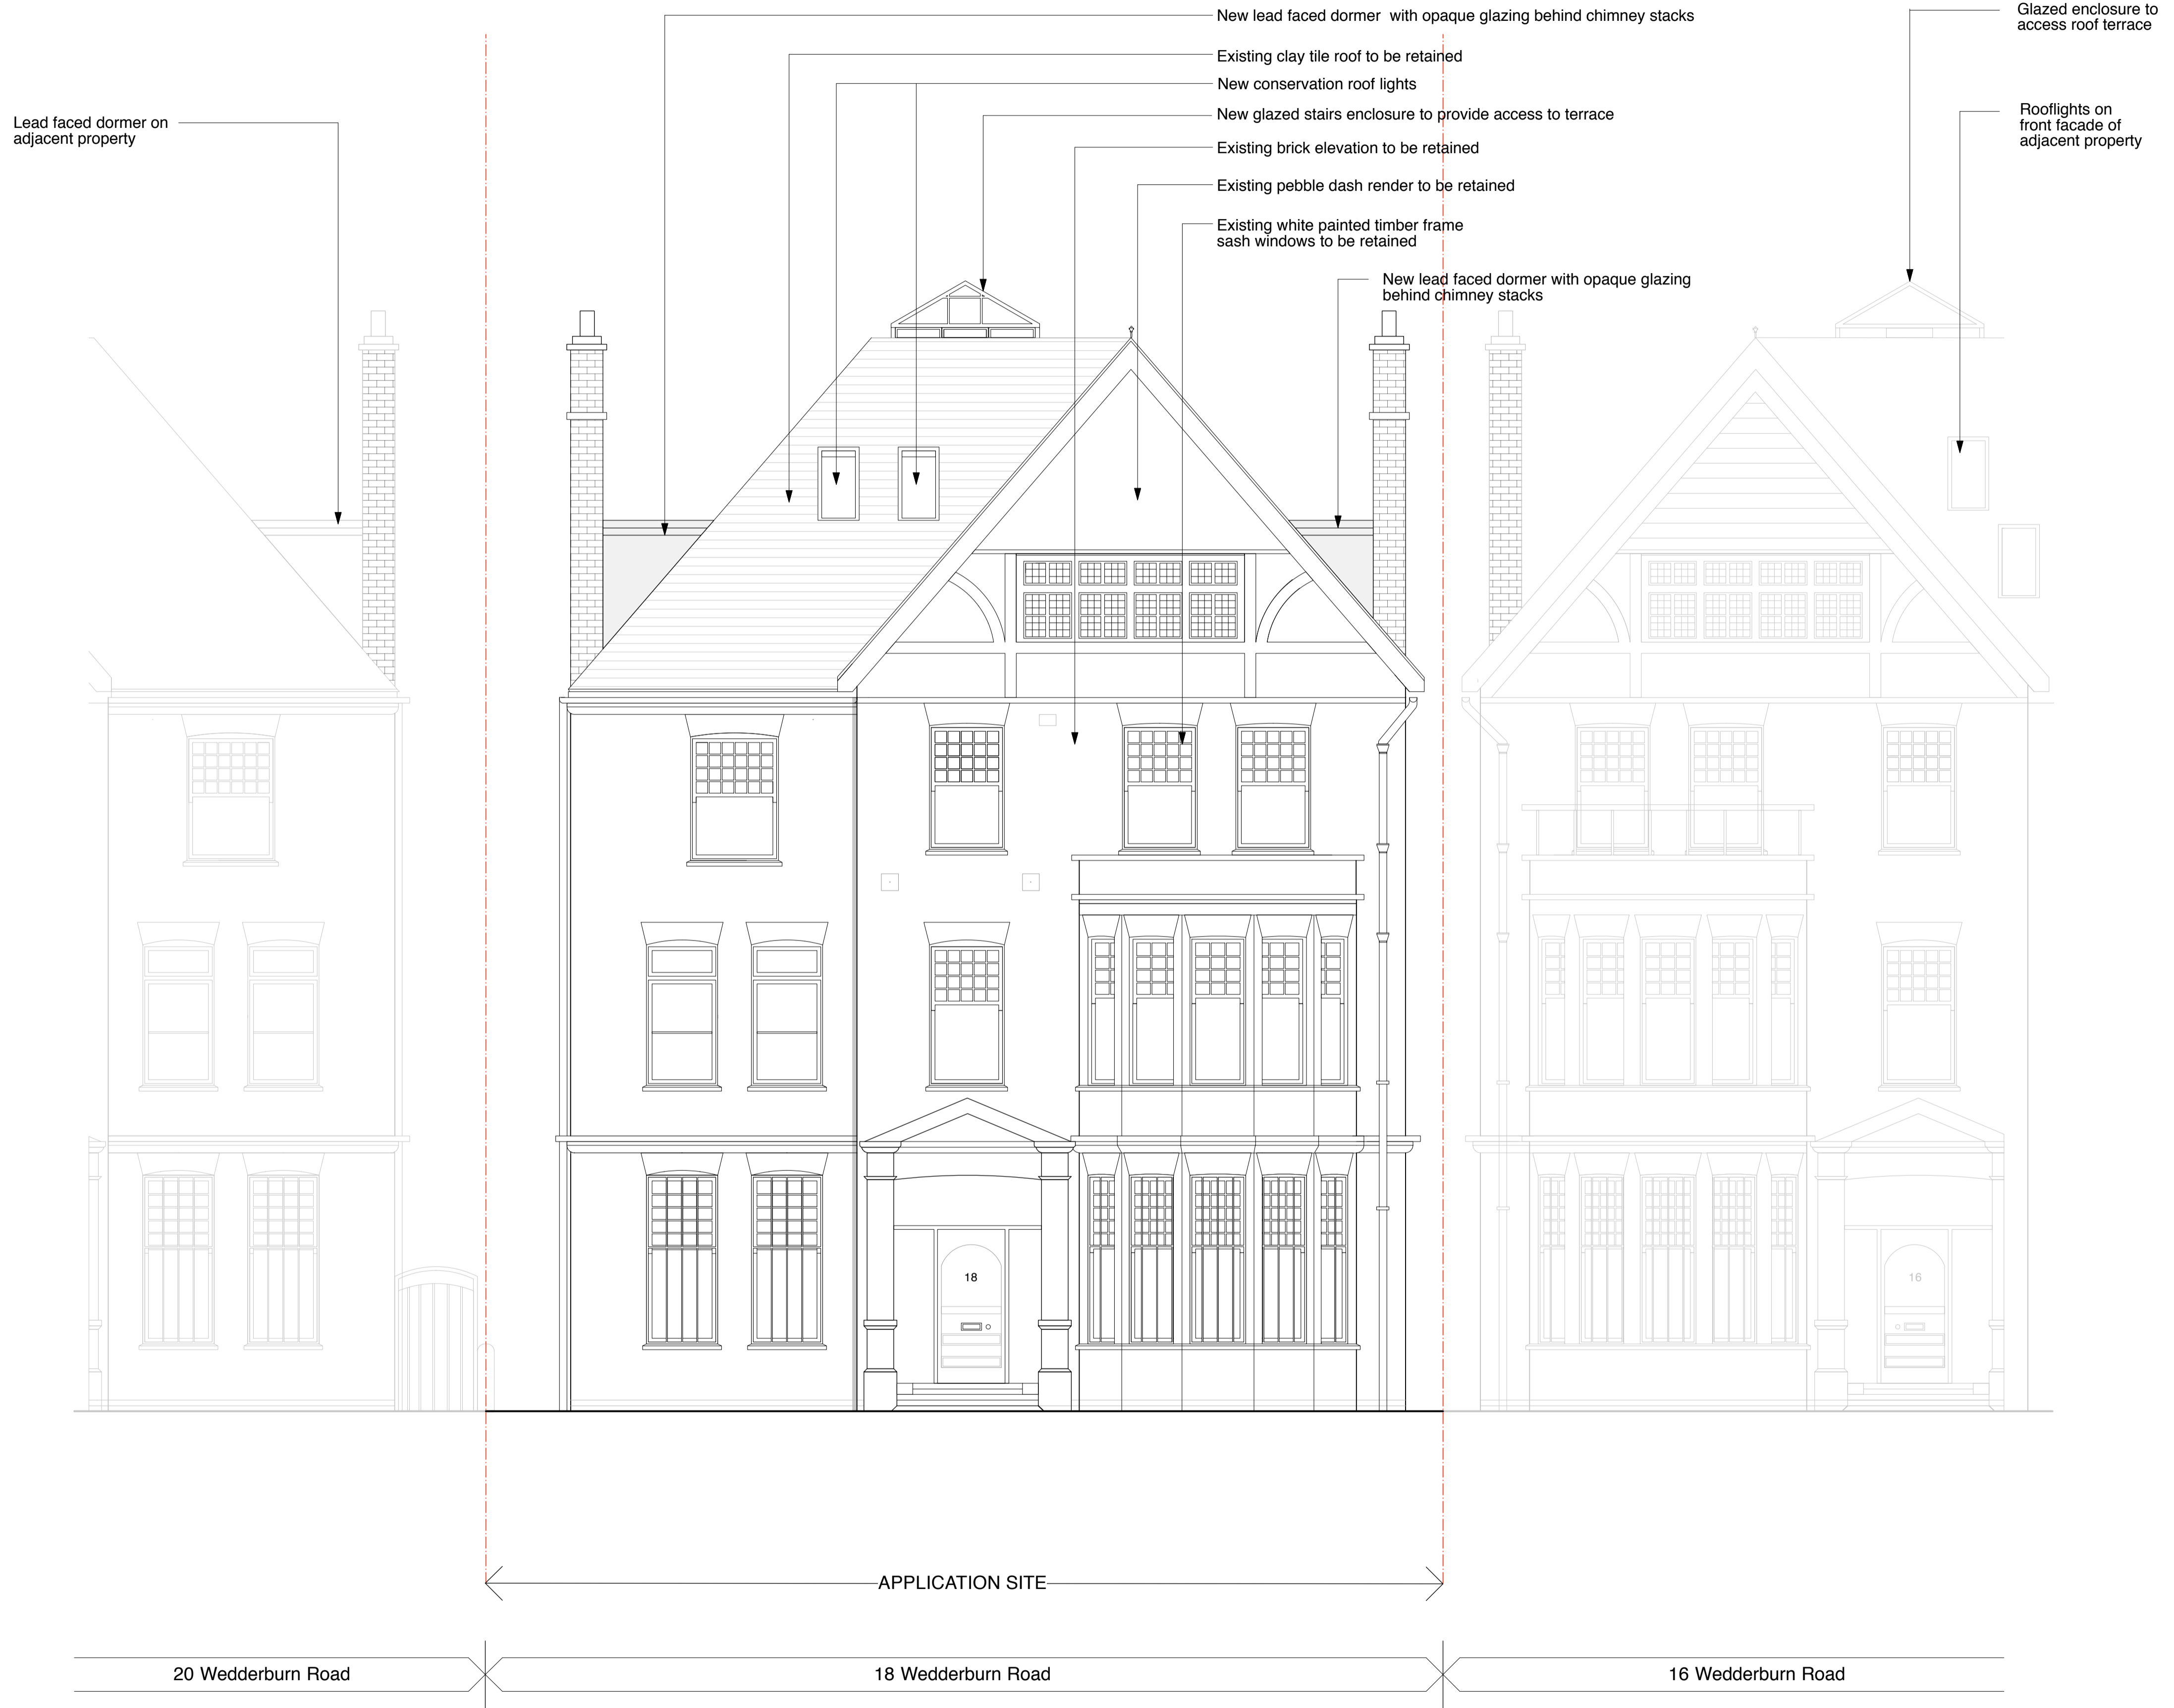 New lead faced dormer  with opaque glazing behind chimney stacks
Glazed enclosure to
access roof terrace
Existing clay tile roof to be retained
New conservation roof lights
New glazed stairs enclosure to provide access to terrace
Lead faced dormer on
adjacent property
Rooflights on
front facade of
adjacent property
Existing brick elevation to be retained
Existing pebble dash render to be retained
Existing white painted timber frame
sash windows to be retained
New lead faced dormer with opaque glazing
behind chimney stacks
18
16
APPLICATION SITE
20 Wedderburn Road
18 Wedderburn Road
16 Wedderburn Road